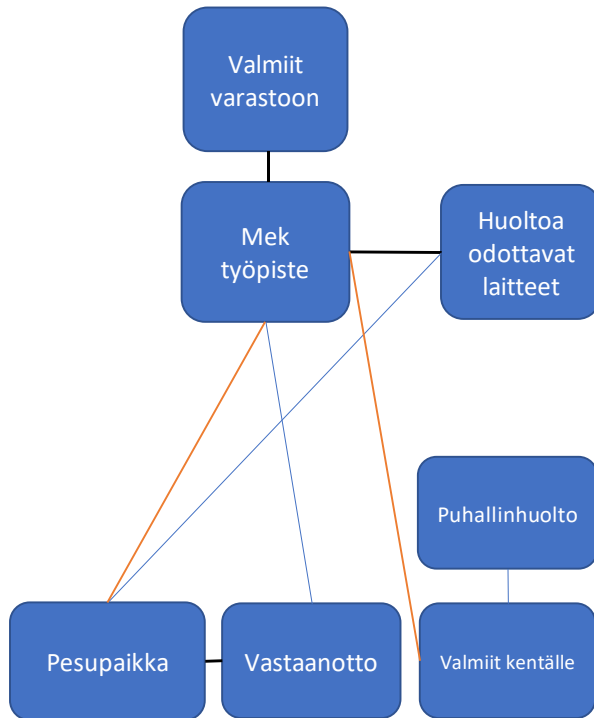 Valmiit
varastoon
Mek
työpiste
Huoltoa
odottavat
laitteet
Puhallinhuolto
Pesupaikka
Vastaanotto
Valmiit kentälle